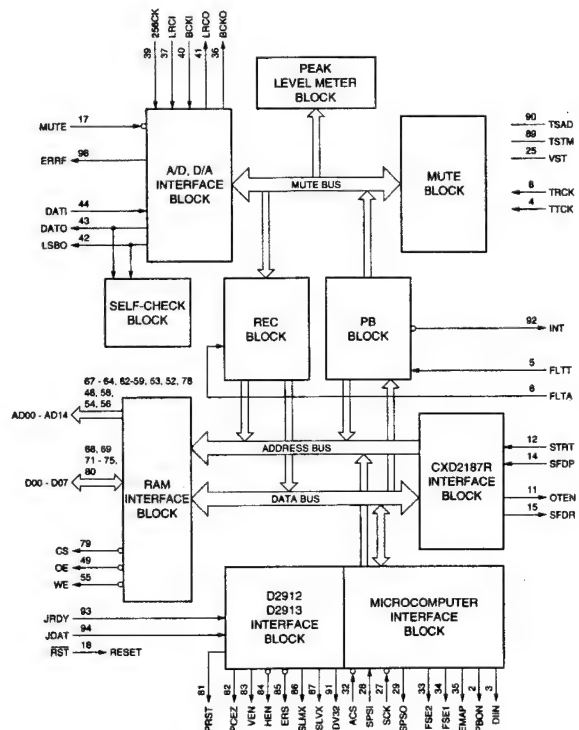 39 256CK
37 LRCI
40 BCKI
41 LRCO
36 BCKO
PEAK
LEVEL METER
BLOCK
MUTE 17
ERRF 98
DATI 44
DATO 43
LSBO 42
A/D, D/A
INTERFACE
BLOCK
MUTE BUS
MUTE
BLOCK
90 TSAD
89 TSTM
25 VST
TRCK
4 TTCK
SELF-CHECK
BLOCK
REC
BLOCK
PB
BLOCK
92 INT
5 FLTT
FLTA
67 - 64, 62-59, 53, 52, 78
54, 56
AD00 - AD14
68, 69
71 - 75,
80
D00 - D07
RAM
INTERFACE
BLOCK
ADDRESS BUS
DATA BUS
CXD2187R
INTERFACE
BLOCK
12 STRT
14 SFDP
11 OTEN
15 SFDR
CS 79
OE 49
WE 55
D2912
D2913
INTERFACE
BLOCK
MICROCOMPUTER
INTERFACE
BLOCK
JRDY 93
JDAT 94
RST 18 RESET
81 PRST
82 PCEZ
83 VEN
84 HEN
85 ERS
86 SLMX
87 SLVX
91 DV32
32 ACS
28 SPSI
27 SCK
29 SPSO
33 FSE2
34 FSE1
35 EMAP
2 PBON
3 DIIN